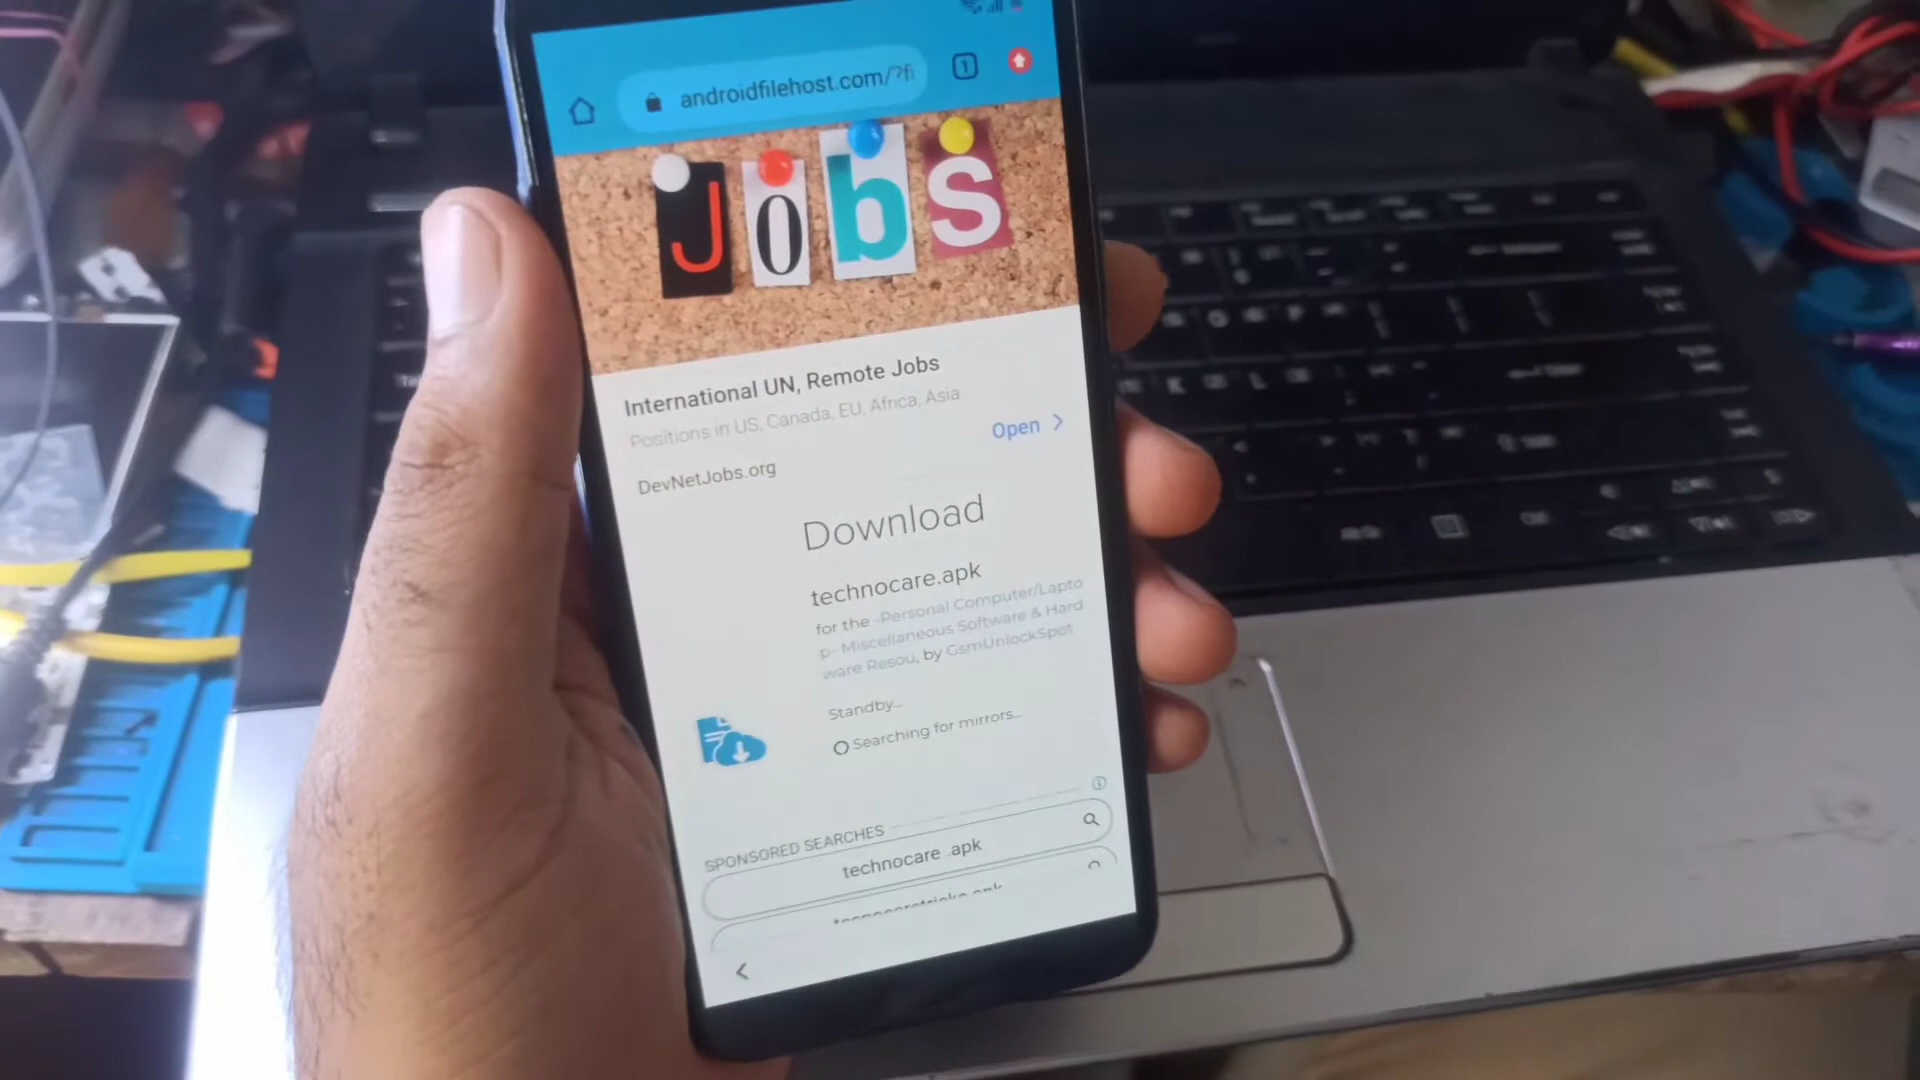 androidfilehost.com/?fi
1
Jobs
International UN, Remote Jobs
Positions in US, Canada, EU, Africa, Asia
Open
DevNetJobs.org
Download
technocare.apk
for the -Personal Computer/Lapto
p- Miscellaneous Software & Hard
ware Resou, by GsmUnlockSpot
Standby...
Searching for mirrors...
SPONSORED SEARCHES
technocare .apk